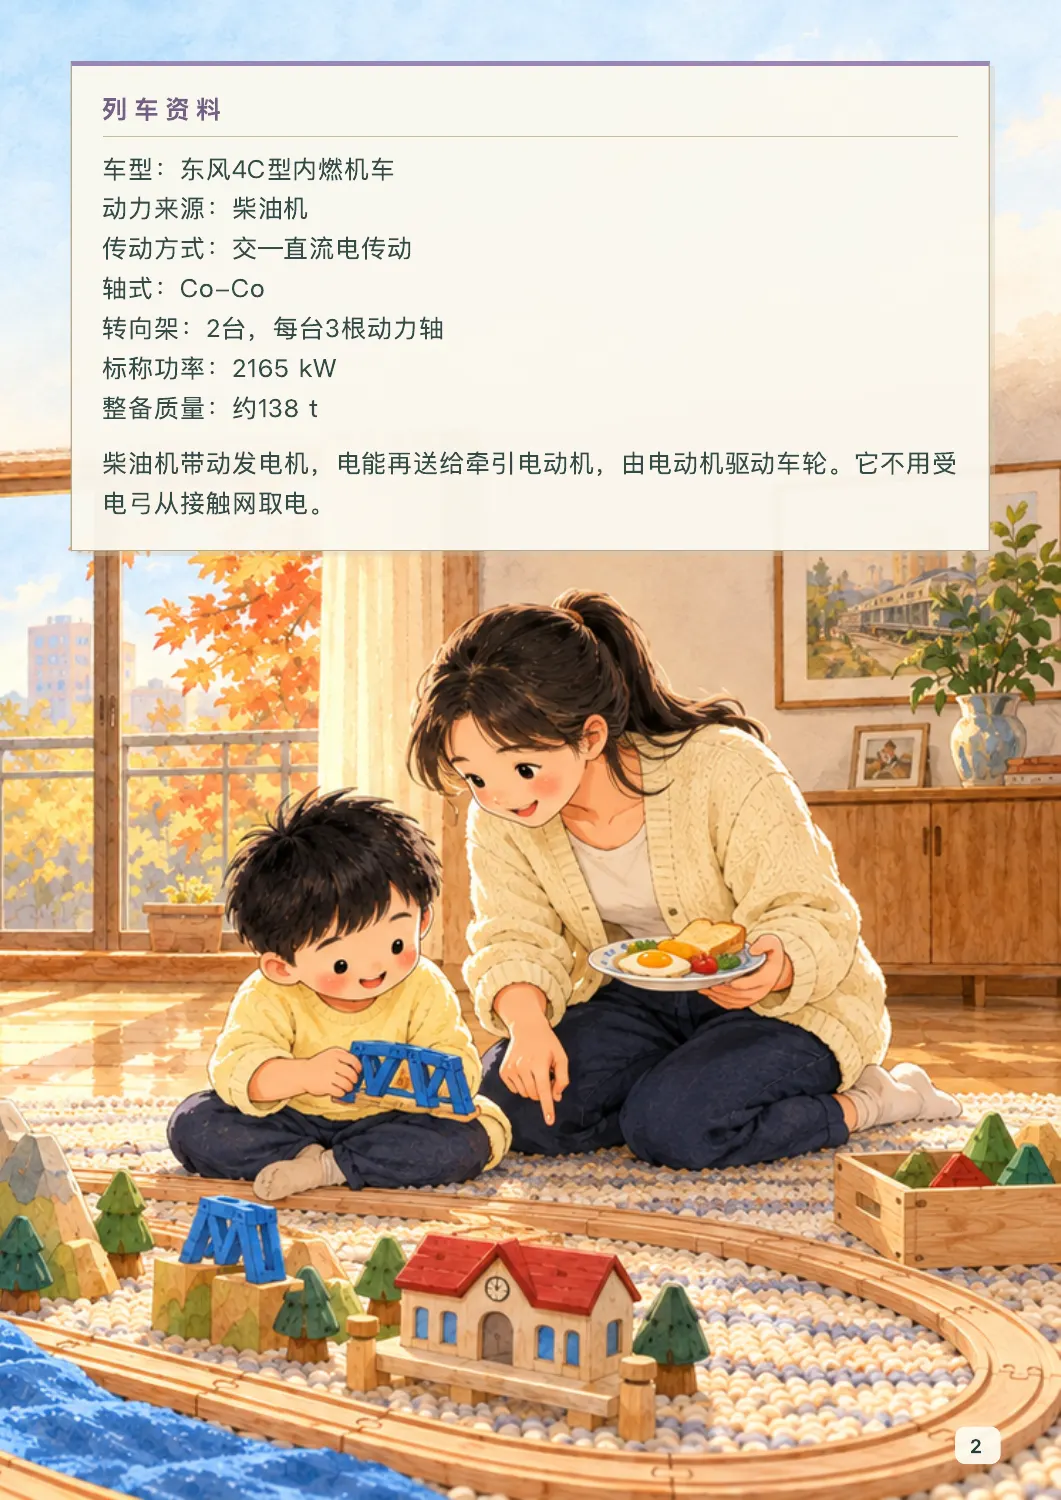 列车资料
车型：东风4C型内燃机车
动力来源：柴油机
传动方式：交—直流电传动
轴式：Co–Co
转向架：2台，每台3根动力轴
标称功率：2165 kW
整备质量：约138 t
柴油机带动发电机，电能再送给牵引电动机，由电动机驱动车轮。它不用受
电弓从接触网取电。
2